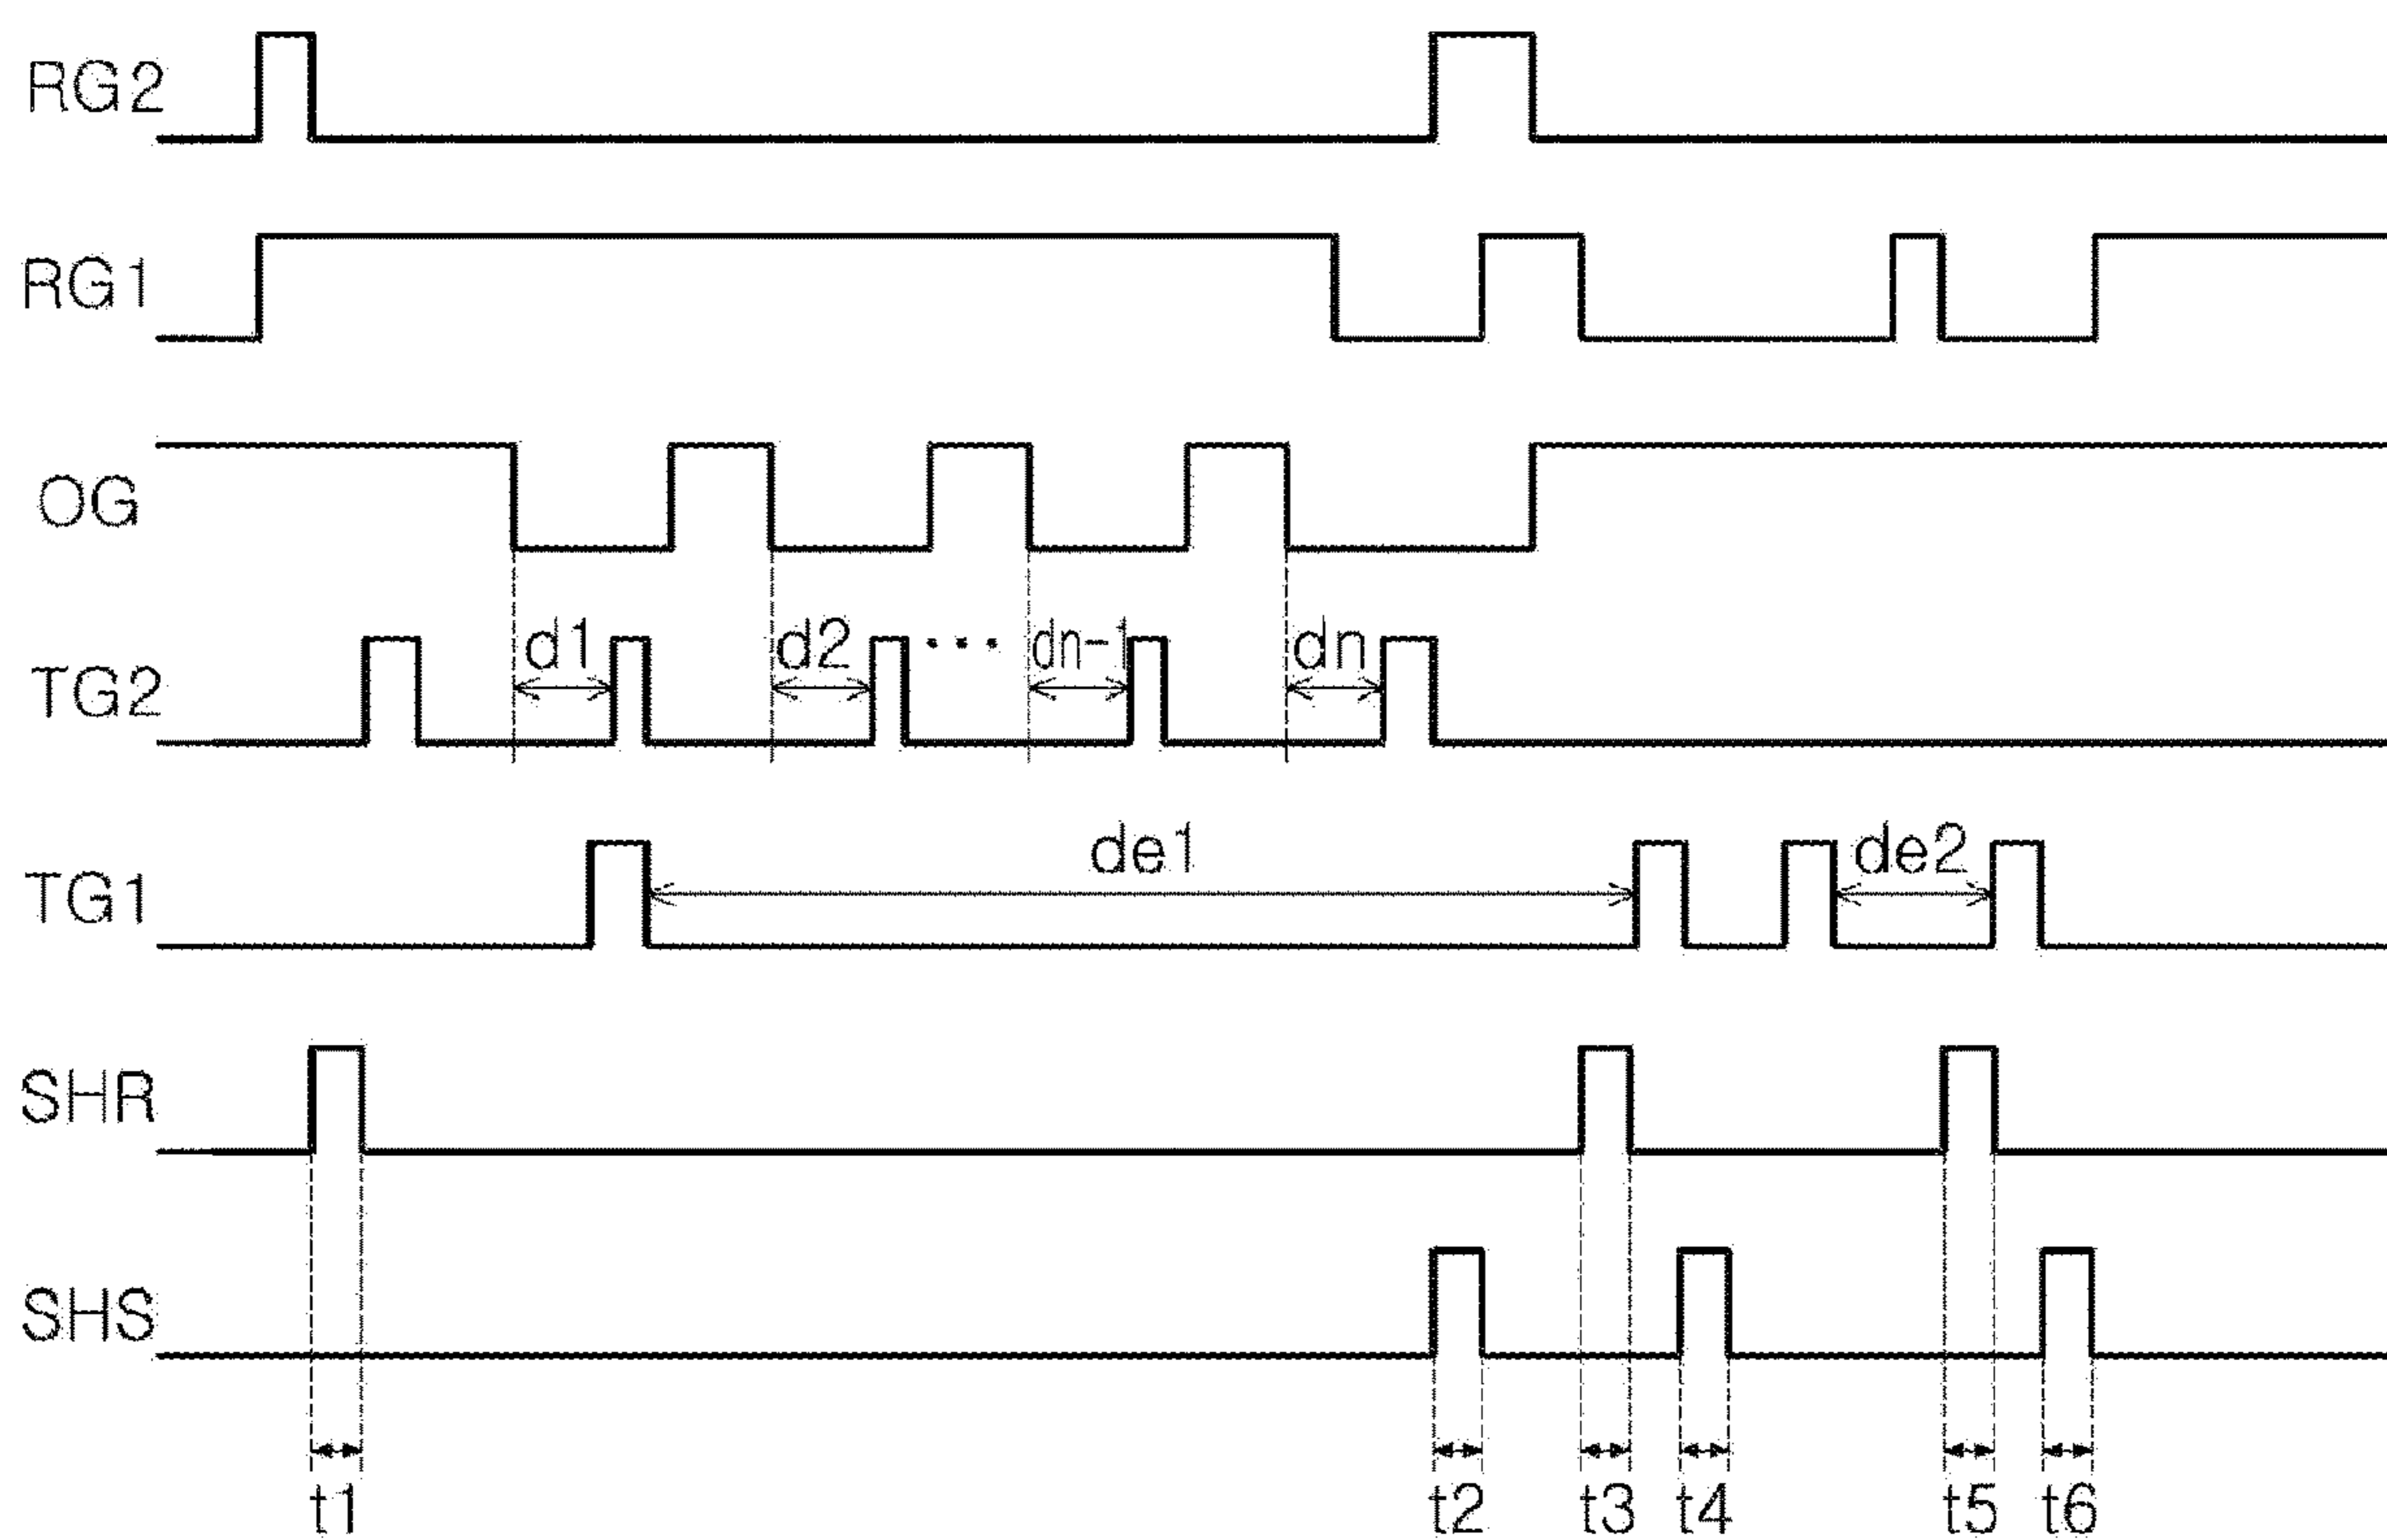 RG2
RG1
OG
TG2 d1 d2 ... dn-1 dn
TG1 de1 de2
SHR
SHS
t1 t2 t3 t4 t5 t6